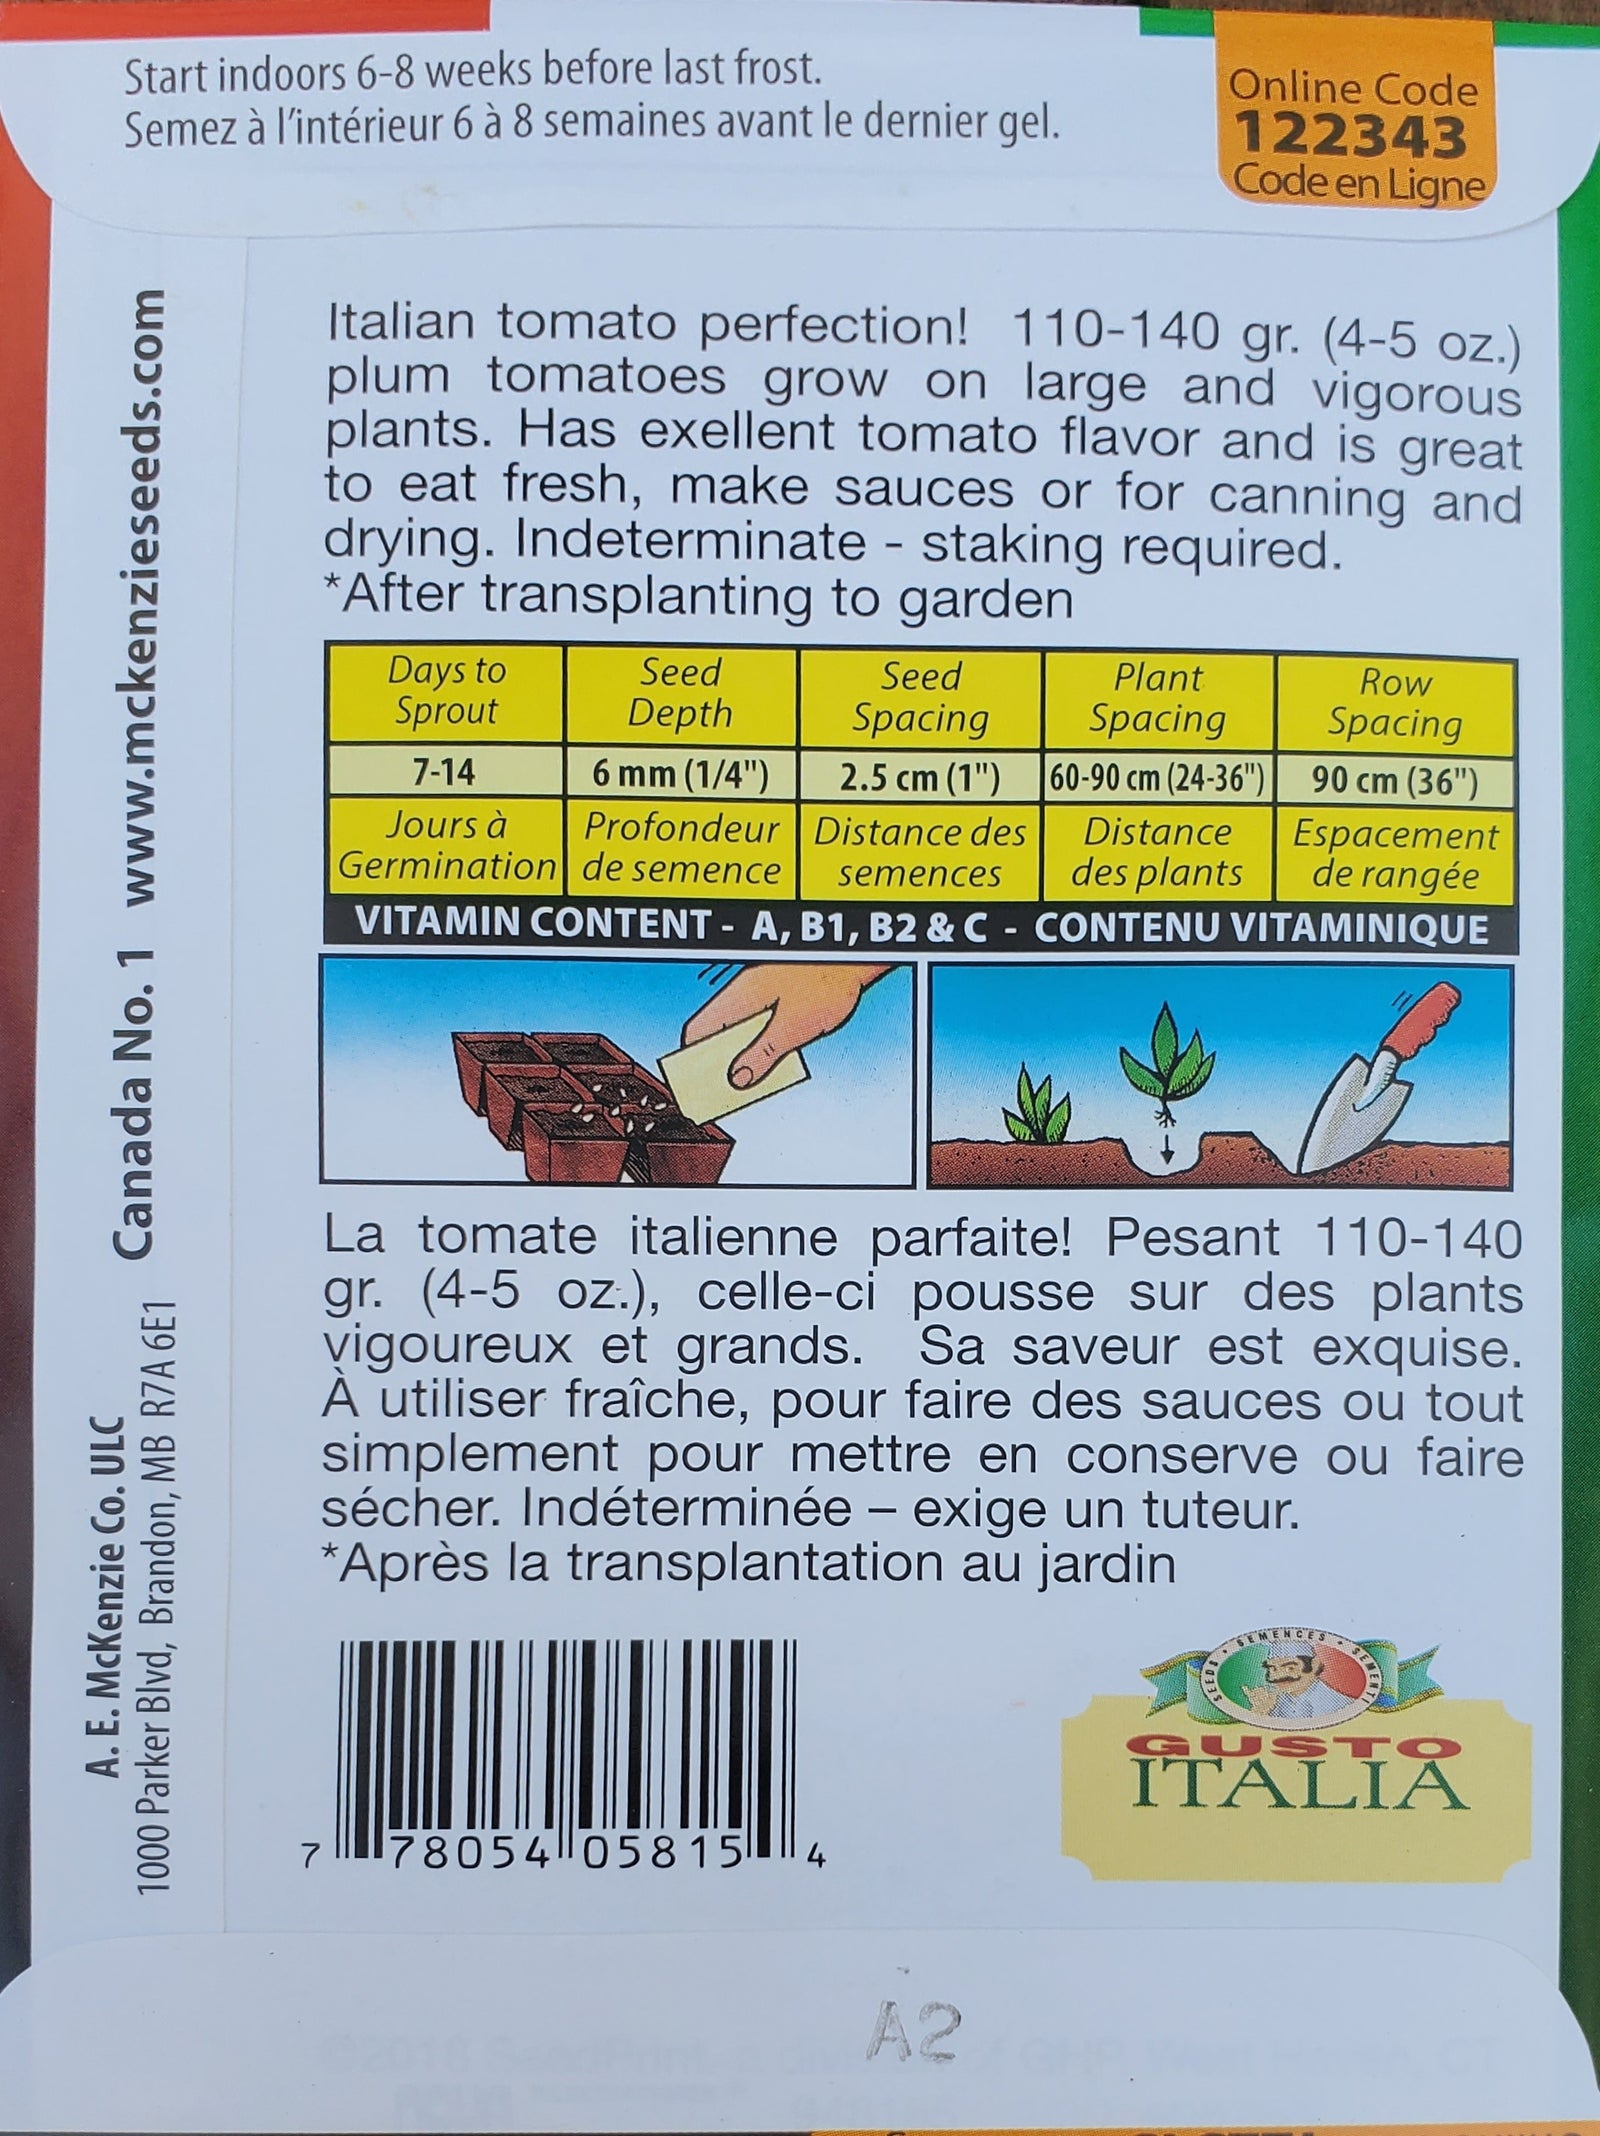 Start indoors 6-8 weeks before last frost.
Semez à l'intérieur 6 à 8 semaines avant le dernier gel.
Online Code
122343
Code en Ligne
Italian tomato perfection! 110-140 gr. (4-5 oz.)
plum tomatoes grow on large and vigorous
plants. Has exellent tomato flavor and is great
to eat fresh, make sauces or for canning and
drying. Indeterminate - staking required.
*After transplanting to garden
Days to Sprout
Seed Depth
Seed Spacing
Plant Spacing
Row Spacing
7-14
6 mm (1/4")
2.5 cm (1")
60-90 cm (24-36")
90 cm (36")
Jours à Germination
Profondeur de semence
Distance des semences
Distance des plants
Espacement de rangée
VITAMIN CONTENT - A, B1, B2 & C - CONTENU VITAMINIQUE
La tomate italienne parfaite! Pesant 110-140
gr. (4-5 oz.), celle-ci pousse sur des plants
vigoureux et grands. Sa saveur est exquise.
À utiliser fraîche, pour faire des sauces ou tout
simplement pour mettre en conserve ou faire
sécher. Indéterminée – exige un tuteur.
*Après la transplantation au jardin
7 78054 05815 4
SEEDS • SEMENCES • SEMENTI
GUSTO
ITALIA
A. E. McKenzie Co. ULC
1000 Parker Blvd, Brandon, MB R7A 6E1
Canada No. 1 www.mckenzieseeds.com
A2